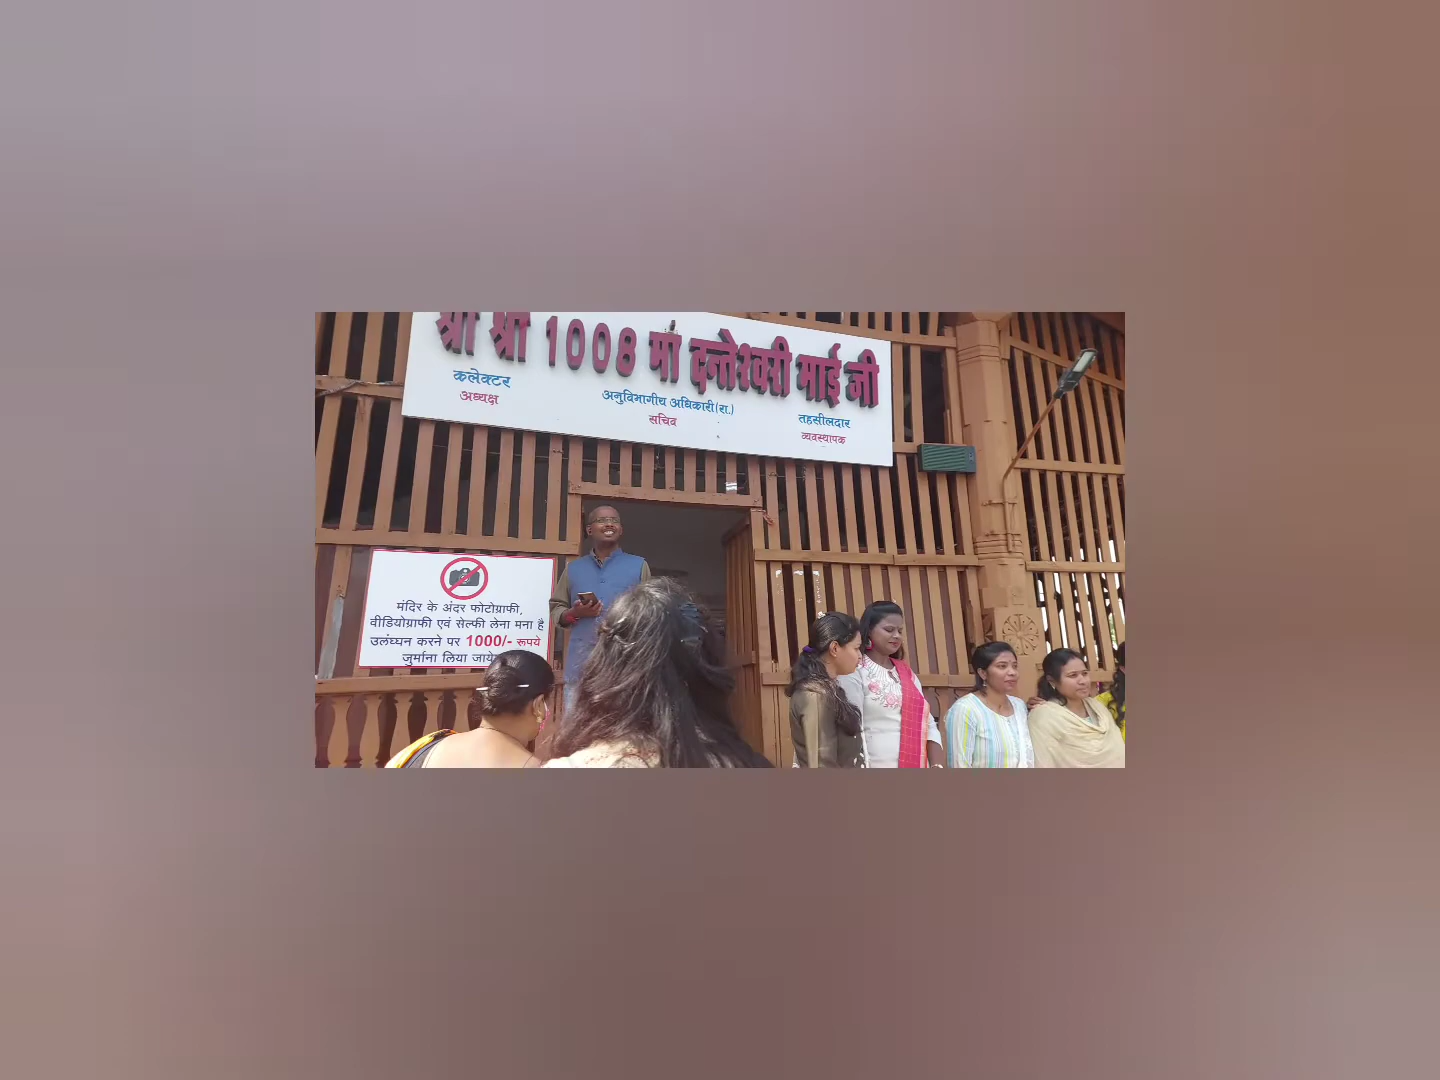 श्री श्री 1008 मां दन्तेश्वरी माई जी
कलेक्टर
अध्यक्ष
अनुविभागीय अधिकारी(रा.)
सचिव
तहसीलदार
व्यवस्थापक
मंदिर के अंदर फोटोग्राफी,
वीडियोग्राफी एवं सेल्फी लेना मना है
उलंघ्घन करने पर 1000/- रूपये
जुर्माना लिया जाये